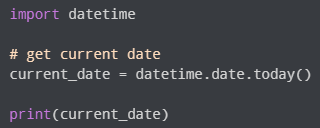 import datetime
# get current date
current_date = datetime.date.today()
print(current_date)